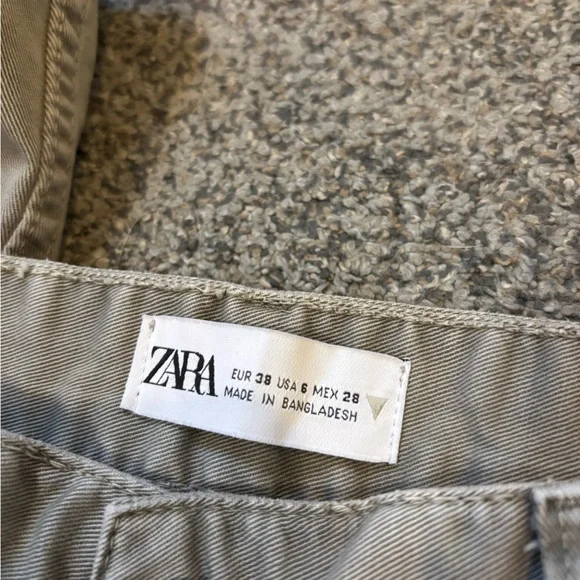 ZARA
EUR 38 USA 6 MEX 28
MADE IN BANGLADESH